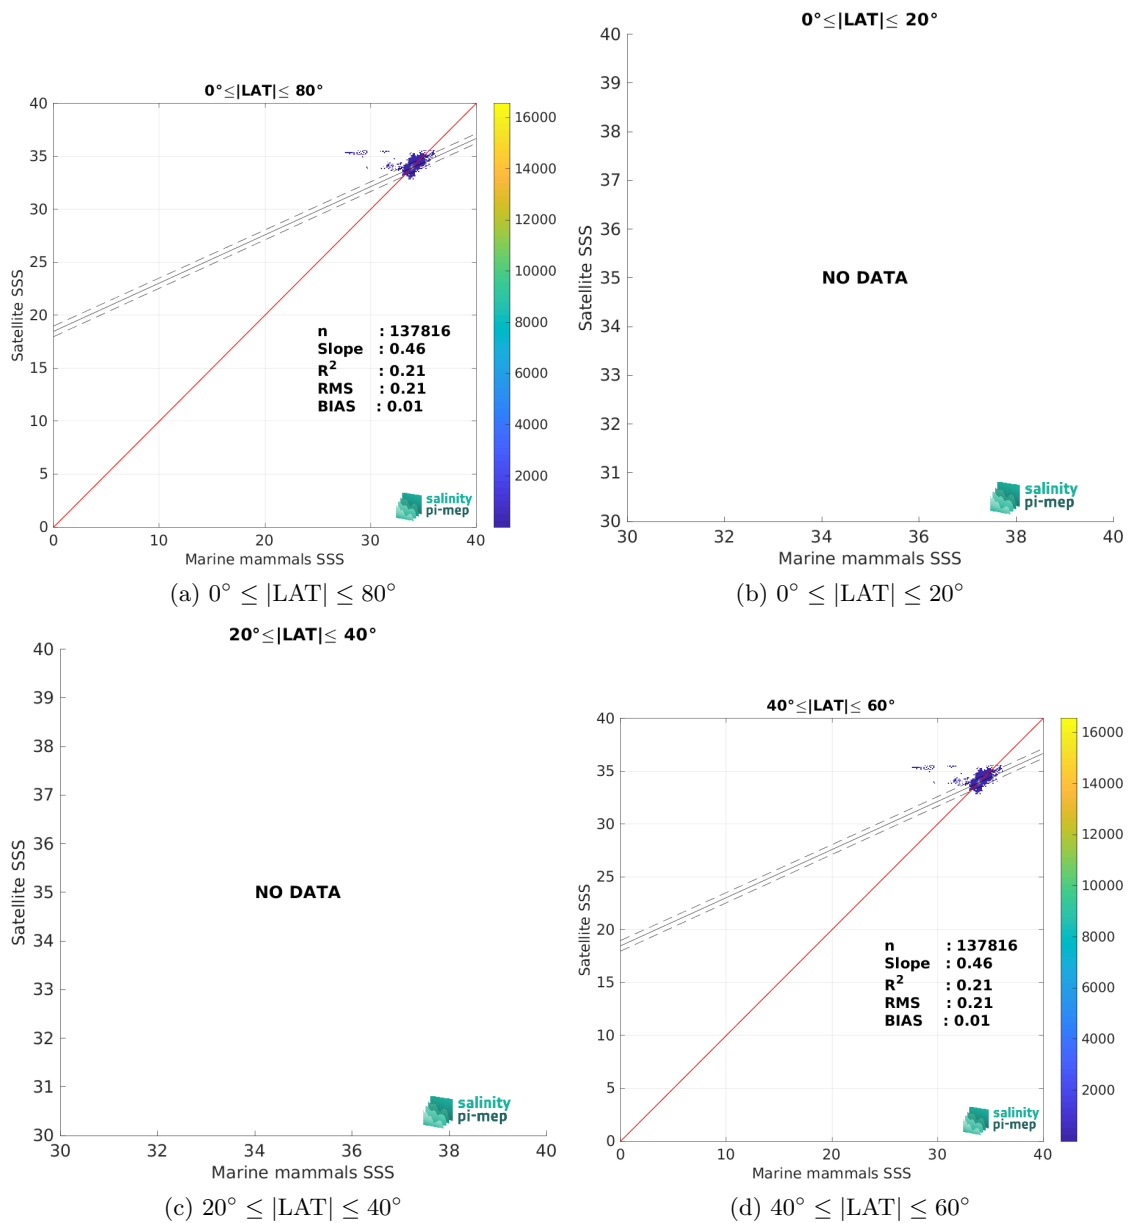 0°≤|LAT|≤ 80°
40
35
30
25
20
15
10
5
0
Satellite SSS
0
10
20
30
40
Marine mammals SSS
n : 137816
Slope : 0.46
R² : 0.21
RMS : 0.21
BIAS : 0.01
salinity
pi-mep
16000
14000
12000
10000
8000
6000
4000
2000
(a) 0° ≤ |LAT| ≤ 80°
0°≤|LAT|≤ 20°
40
39
38
37
36
35
34
33
32
31
30
Satellite SSS
NO DATA
salinity
pi-mep
30
32
34
36
38
40
Marine mammals SSS
(b) 0° ≤ |LAT| ≤ 20°
20°≤|LAT|≤ 40°
40
39
38
37
36
35
34
33
32
31
30
Satellite SSS
NO DATA
salinity
pi-mep
30
32
34
36
38
40
Marine mammals SSS
(c) 20° ≤ |LAT| ≤ 40°
40°≤|LAT|≤ 60°
40
35
30
25
20
15
10
5
0
Satellite SSS
0
10
20
30
40
Marine mammals SSS
n : 137816
Slope : 0.46
R² : 0.21
RMS : 0.21
BIAS : 0.01
salinity
pi-mep
16000
14000
12000
10000
8000
6000
4000
2000
(d) 40° ≤ |LAT| ≤ 60°